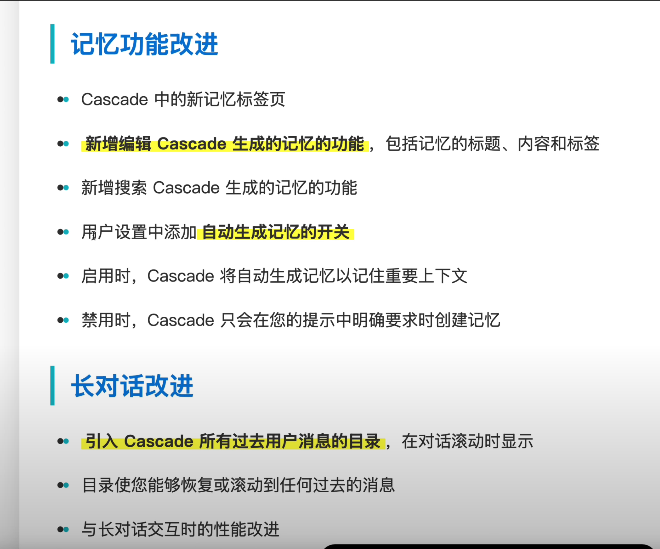 记忆功能改进
Cascade 中的新记忆标签页
新增编辑 Cascade 生成的记忆的功能，包括记忆的标题、内容和标签
新增搜索 Cascade 生成的记忆的功能
用户设置中添加自动生成记忆的开关
启用时，Cascade 将自动生成记忆以记住重要上下文
禁用时，Cascade 只会在您的提示中明确要求时创建记忆
长对话改进
引入 Cascade 所有过去用户消息的目录，在对话滚动时显示
目录使您能够恢复或滚动到任何过去的消息
与长对话交互时的性能改进